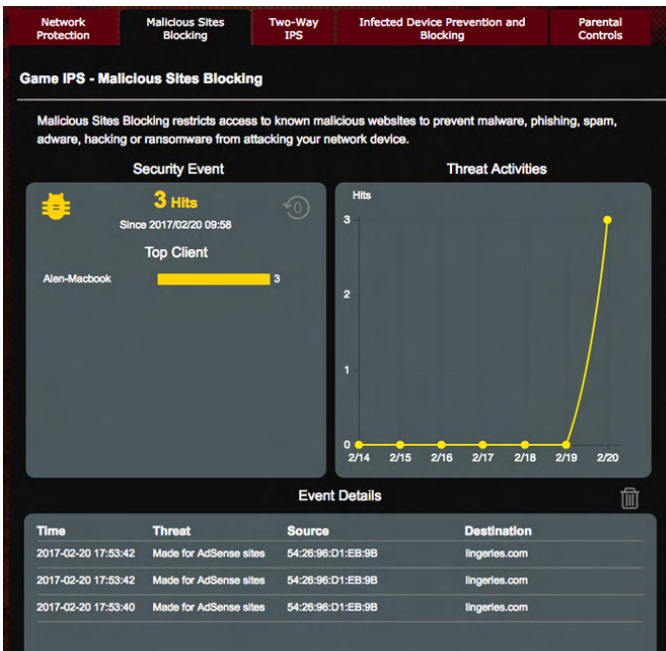 Network Protection
Malicious Sites Blocking
Two-Way IPS
Infected Device Prevention and Blocking
Parental Controls
Game IPS - Malicious Sites Blocking
Malicious Sites Blocking restricts access to known malicious websites to prevent malware, phishing, spam,
adware, hacking or ransomware from attacking your network device.
Security Event
3 Hits
0
Since 2017/02/20 09:58
Top Client
Alen-Macbook 3
Threat Activities
Hits
3
2
1
0
2/14 2/15 2/16 2/17 2/18 2/19 2/20
Event Details
Time Threat Source Destination
2017-02-20 17:53:42 Made for AdSense sites 54:26:96:D1:EB:9B lingeries.com
2017-02-20 17:53:42 Made for AdSense sites 54:26:96:D1:EB:9B lingeries.com
2017-02-20 17:53:40 Made for AdSense sites 54:26:96:D1:EB:9B lingeries.com